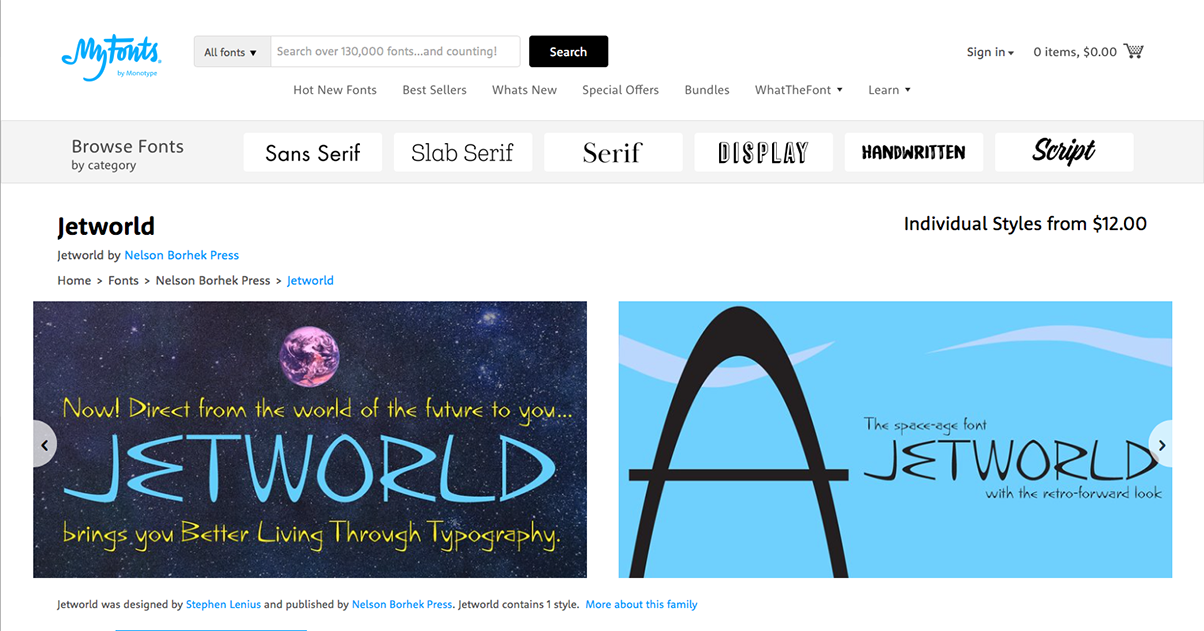 MyFonts.
by Monotype
All fonts ▼
Search over 130,000 fonts...and counting!
Search
Sign in ▾
0 items, $0.00
Hot New Fonts
Best Sellers
Whats New
Special Offers
Bundles
WhatTheFont ▼
Learn ▼
Browse Fonts
by category
Sans Serif
Slab Serif
Serif
DISPLAY
HANDWRITTEN
Script
Jetworld
Individual Styles from $12.00
Jetworld by Nelson Borhek Press
Home > Fonts > Nelson Borhek Press > Jetworld
Now! Direct from the world of the future to you...
JETWORLD
brings you Better Living Through Typography.
A
The space-age font
JETWORLD
with the retro-forward look
Jetworld was designed by Stephen Lenius and published by Nelson Borhek Press. Jetworld contains 1 style. More about this family